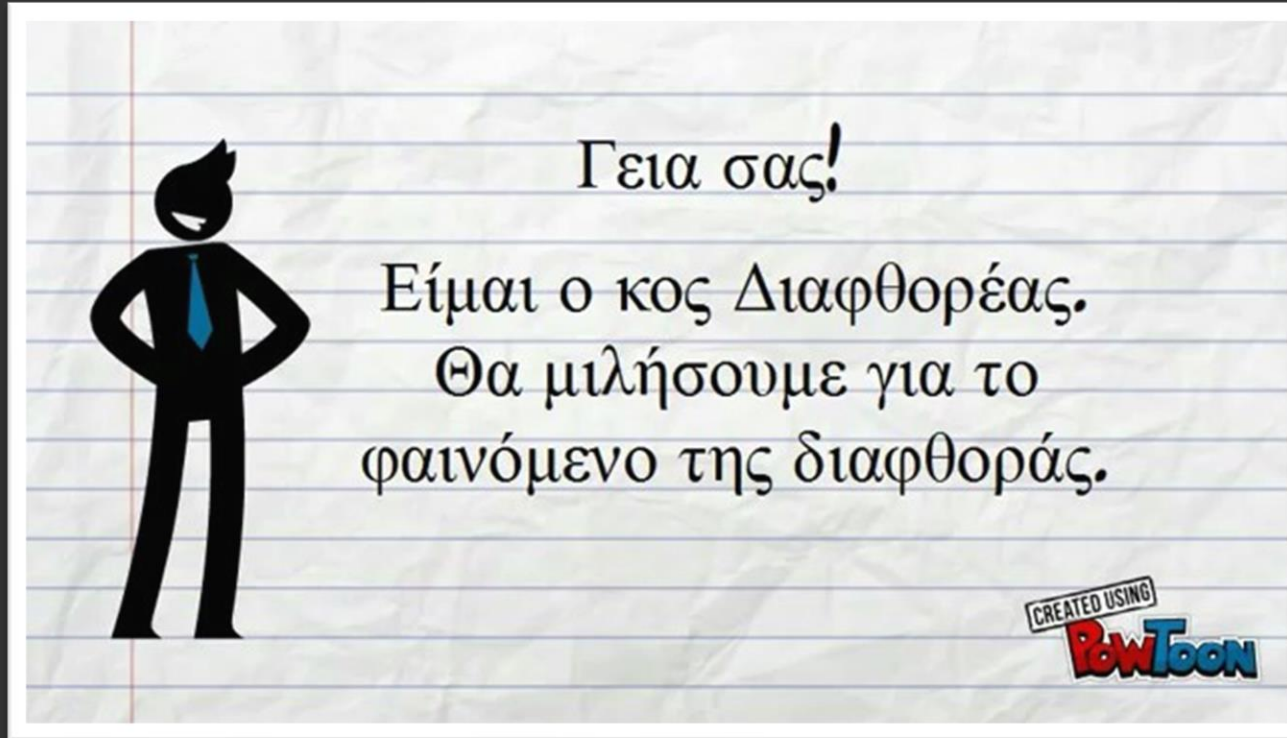 Γεια σας!
Είμαι ο κος Διαφθορέας.
Θα μιλήσουμε για το
φαινόμενο της διαφθοράς.
CREATED USING
POWTOON